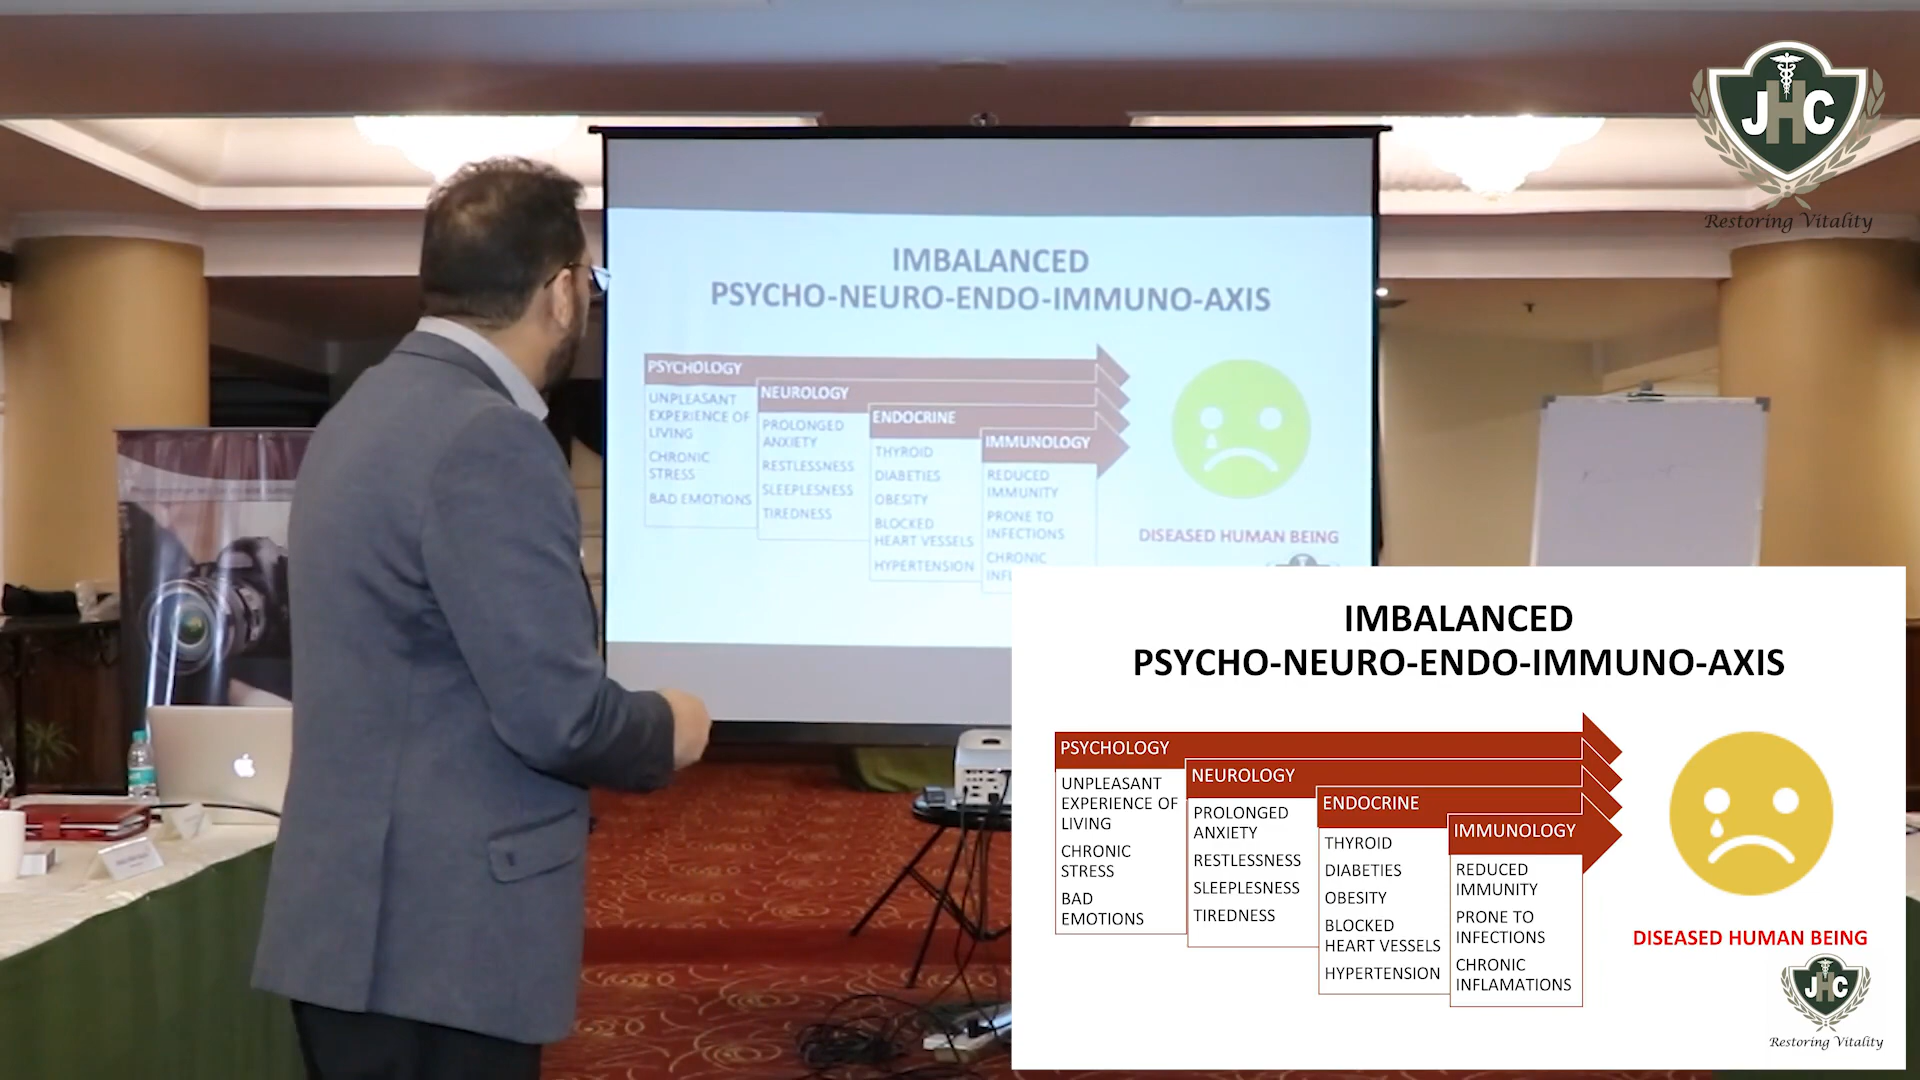 JHC
Restoring Vitality
IMBALANCED
PSYCHO-NEURO-ENDO-IMMUNO-AXIS
PSYCHOLOGY
UNPLEASANT
EXPERIENCE OF
LIVING
CHRONIC
STRESS
BAD EMOTIONS
NEUROLOGY
PROLONGED
ANXIETY
RESTLESSNESS
SLEEPLESNESS
TIREDNESS
ENDOCRINE
THYROID
DIABETIES
OBESITY
BLOCKED
HEART VESSELS
HYPERTENSION
IMMUNOLOGY
REDUCED
IMMUNITY
PRONE TO
INFECTIONS
CHRONIC
DISEASED HUMAN BEING
IMBALANCED
PSYCHO-NEURO-ENDO-IMMUNO-AXIS
PSYCHOLOGY
UNPLEASANT
EXPERIENCE OF
LIVING
CHRONIC
STRESS
BAD
EMOTIONS
NEUROLOGY
PROLONGED
ANXIETY
RESTLESSNESS
SLEEPLESNESS
TIREDNESS
ENDOCRINE
THYROID
DIABETIES
OBESITY
BLOCKED
HEART VESSELS
HYPERTENSION
IMMUNOLOGY
REDUCED
IMMUNITY
PRONE TO
INFECTIONS
CHRONIC
INFLAMATIONS
DISEASED HUMAN BEING
JHC
Restoring Vitality